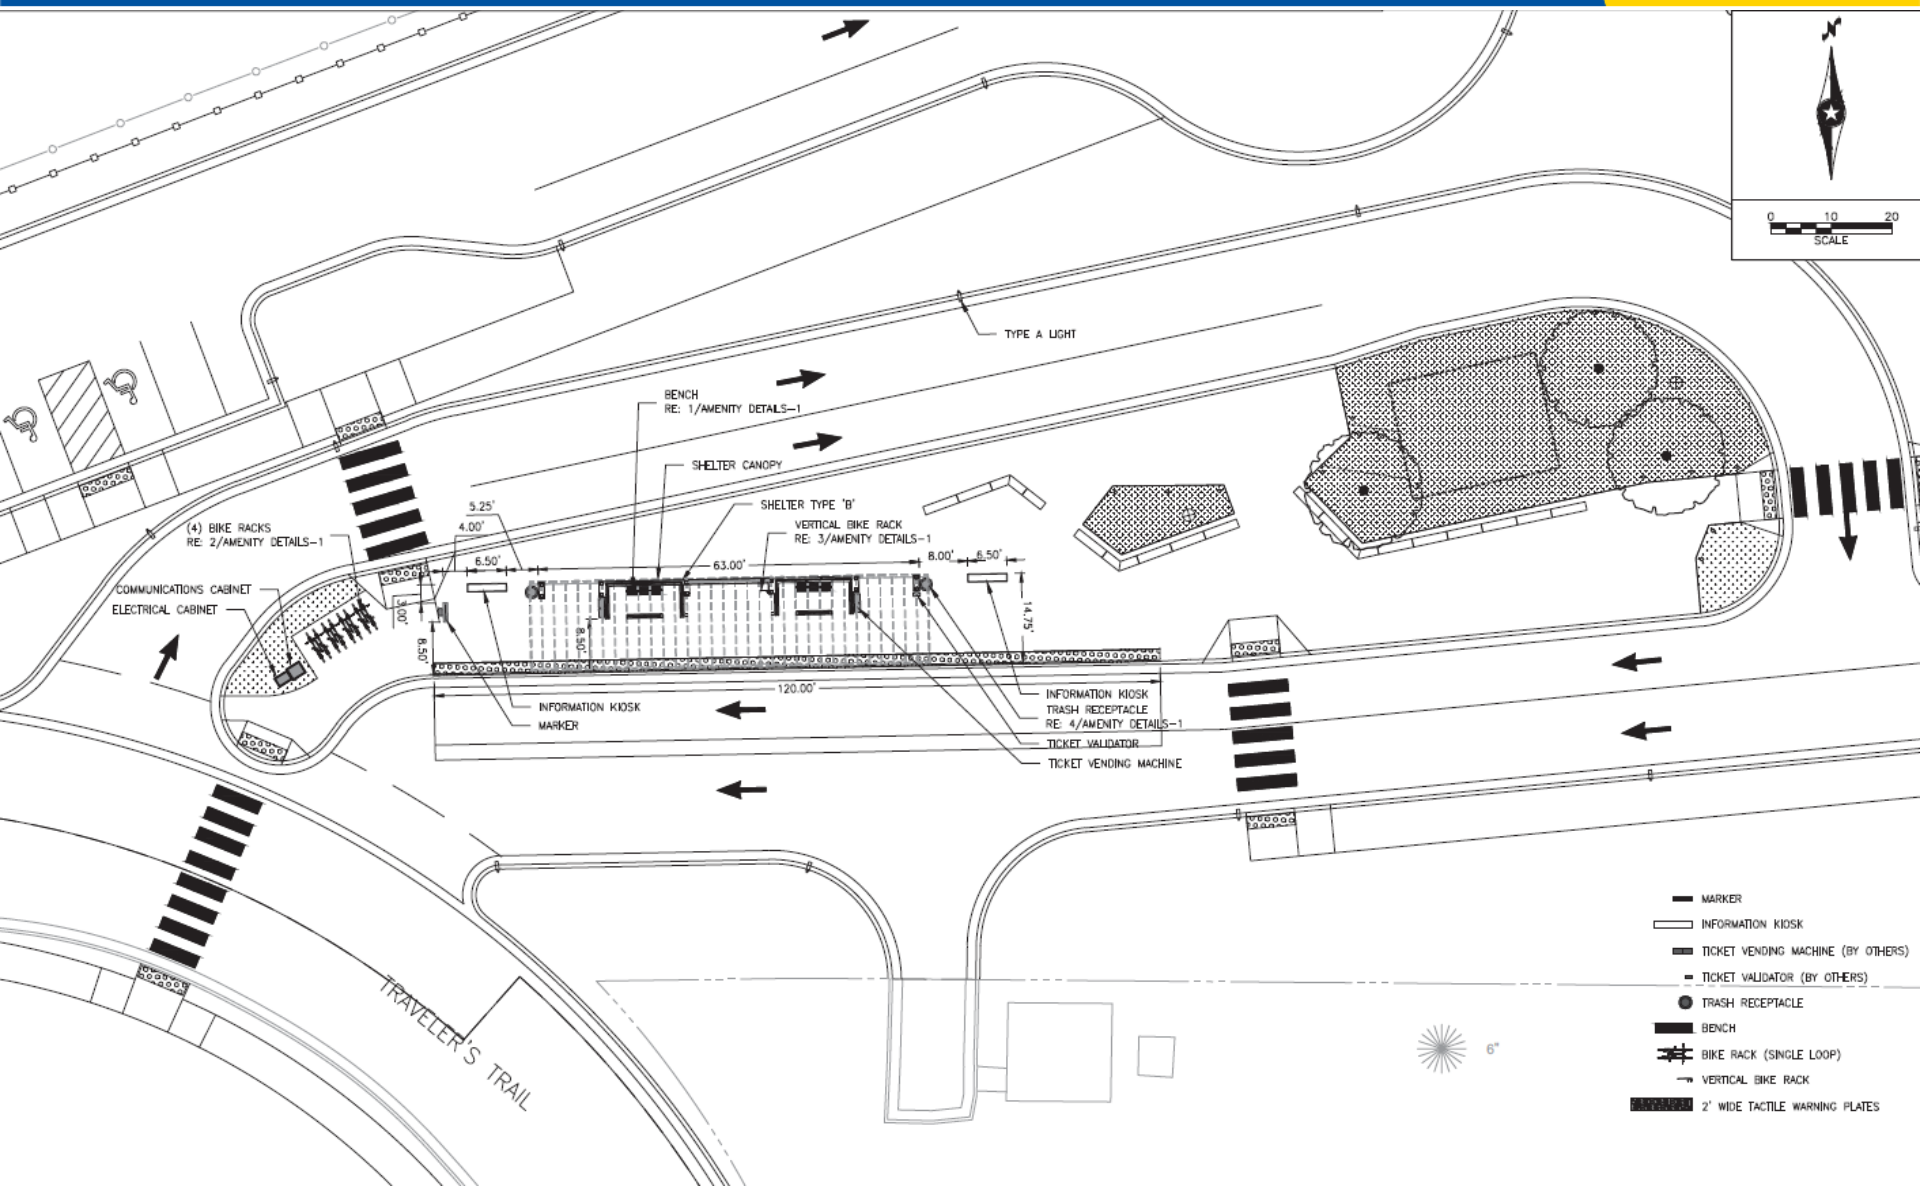 N
0 10 20
SCALE
TYPE A LIGHT
BENCH
RE: 1/AMENITY DETAILS-1
SHELTER CANOPY
SHELTER TYPE 'B'
VERTICAL BIKE RACK
RE: 3/AMENITY DETAILS-1
5.25'
4.00'
6.50'
63.00'
8.00'
6.50'
(4) BIKE RACKS
RE: 2/AMENITY DETAILS-1
COMMUNICATIONS CABINET
ELECTRICAL CABINET
3.00'
8.50'
8.50'
14.75'
120.00'
INFORMATION KIOSK
MARKER
INFORMATION KIOSK
TRASH RECEPTACLE
RE: 4/AMENITY DETAILS-1
TICKET VALIDATOR
TICKET VENDING MACHINE
TRAVELER'S TRAIL
6"
MARKER
INFORMATION KIOSK
TICKET VENDING MACHINE (BY OTHERS)
TICKET VALIDATOR (BY OTHERS)
TRASH RECEPTACLE
BENCH
BIKE RACK (SINGLE LOOP)
VERTICAL BIKE RACK
2' WIDE TACTILE WARNING PLATES